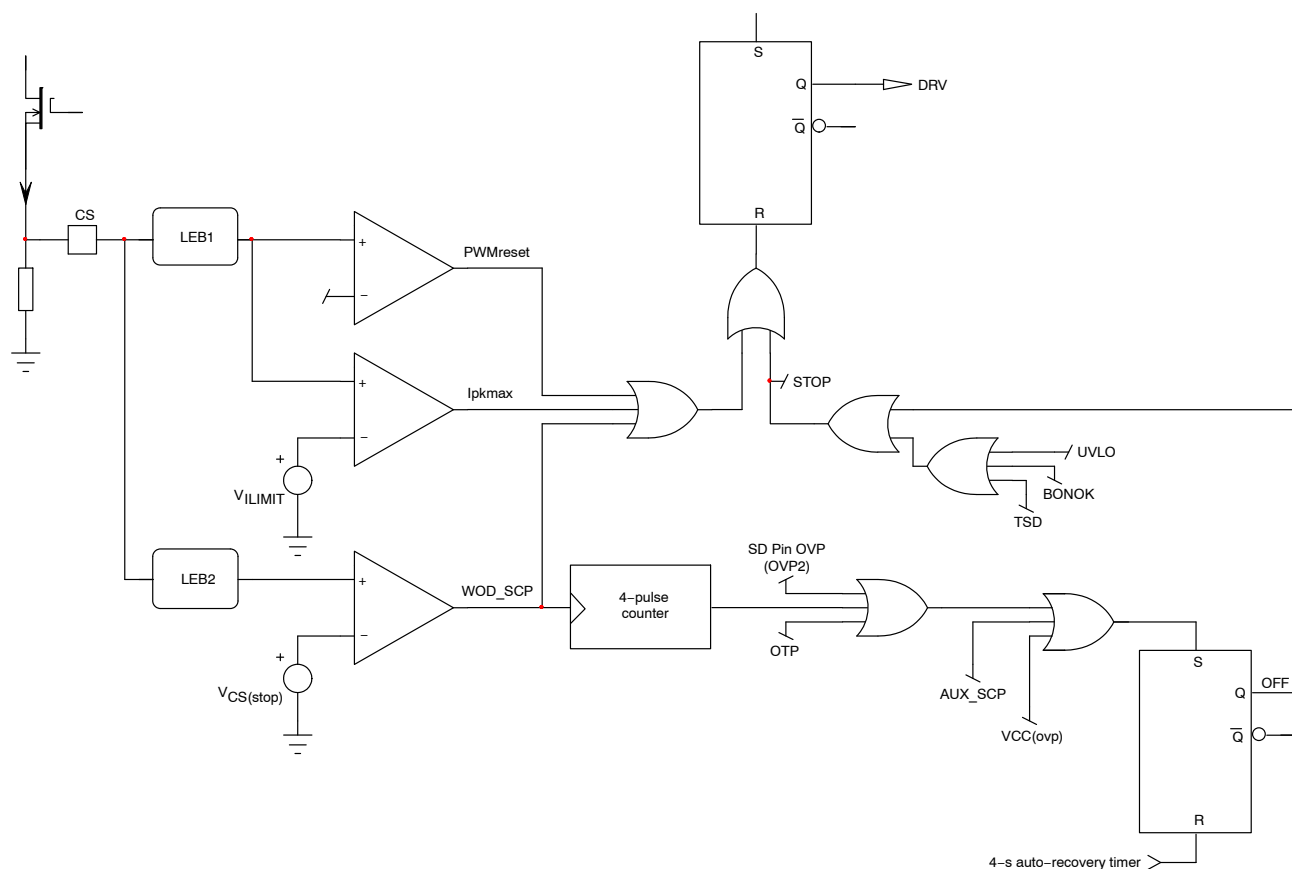 S
Q
DRV
Q
R
CS
LEB1
+
−
PWMreset
+
−
Ipkmax
+
VILIMIT
STOP
UVLO
BONOK
TSD
LEB2
+
−
WOD_SCP
+
VCS(stop)
4−pulse
counter
SD Pin OVP
(OVP2)
OTP
AUX_SCP
VCC(ovp)
S
Q
OFF
Q
R
4−s auto−recovery timer